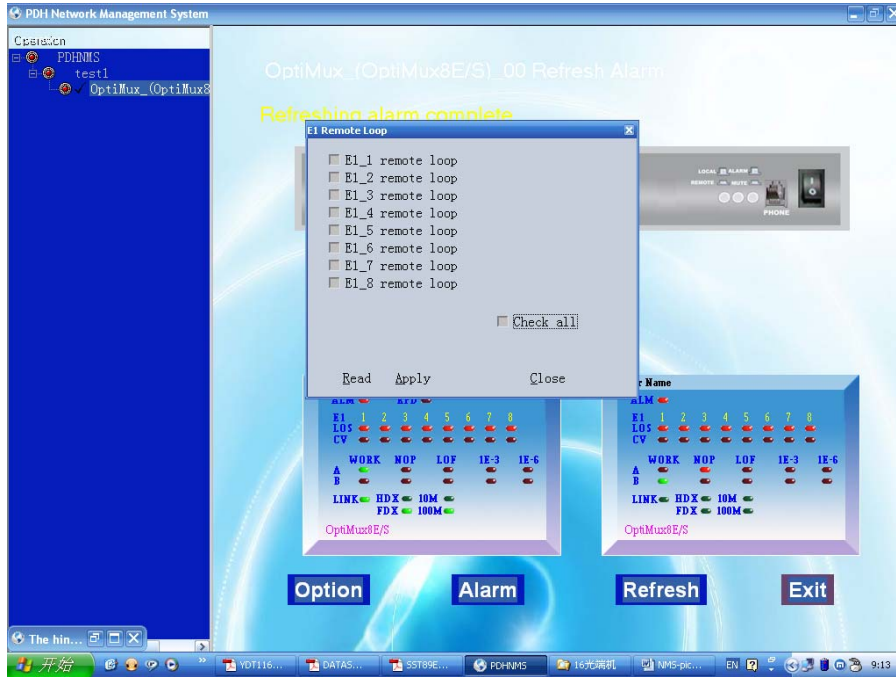 PDH Network Management System
Operation
PDHNMS
test1
OptiMux_(OptiMux8
OptiMux_(OptiMux8E/S)_00 Refresh Alarm
Refreshing alarm complete
E1 Remote Loop
E1_1 remote loop
E1_2 remote loop
E1_3 remote loop
E1_4 remote loop
E1_5 remote loop
E1_6 remote loop
E1_7 remote loop
E1_8 remote loop
Check all
Read Apply Close
LOCAL ALARM
REMOTE MUTE
PHONE
ALM
E1 1 2 3 4 5 6 7 8
LOS
CV
WORK NOP LOF 1E-3 1E-6
A
B
LINK HDX 10M
FDX 100M
OptiMux8E/S
r Name
ALM
E1 1 2 3 4 5 6 7 8
LOS
CV
WORK NOP LOF 1E-3 1E-6
A
B
LINK HDX 10M
FDX 100M
OptiMux8E/S
Option Alarm Refresh Exit
The hin...
开始 YDT116... DATAS... SST89E... PDHNMS 16光端机 NMS-pic... EN 9:13